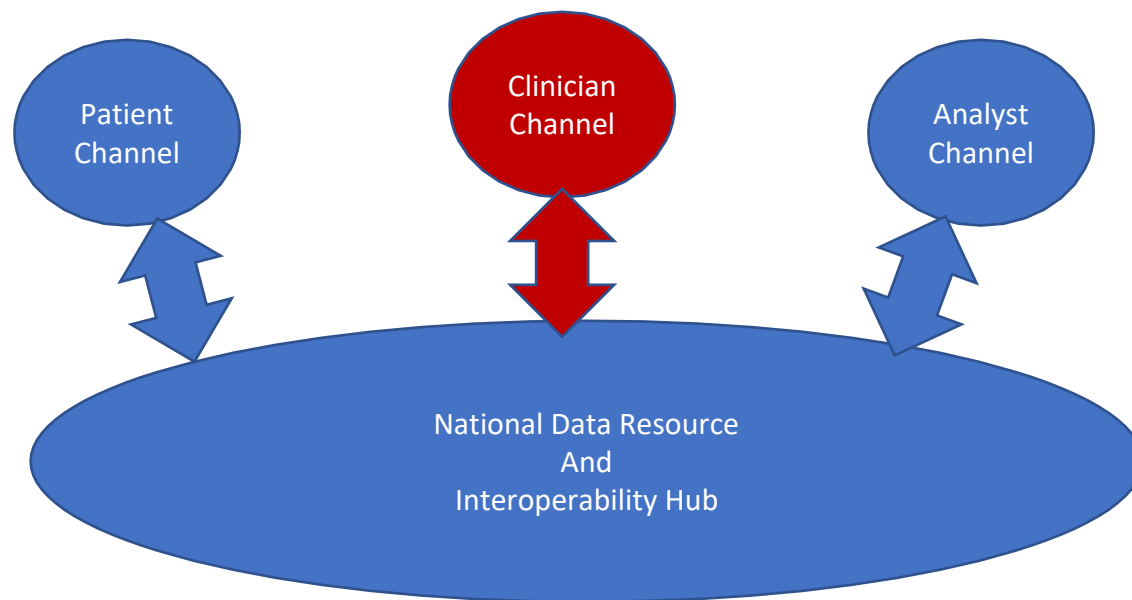 Patient
Channel
Clinician
Channel
Analyst
Channel
National Data Resource
And
Interoperability Hub